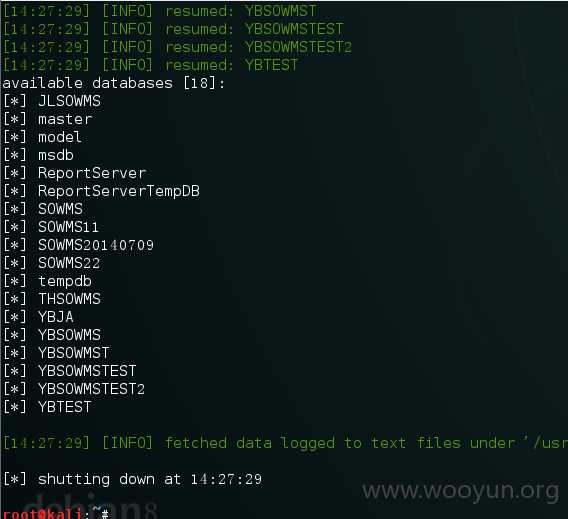 [14:27:29] [INFO] resumed: YBSOWMST
[14:27:29] [INFO] resumed: YBSOWMSTEST
[14:27:29] [INFO] resumed: YBSOWMSTEST2
[14:27:29] [INFO] resumed: YBTEST
available databases [18]:
[*] JLSOWMS
[*] master
[*] model
[*] msdb
[*] ReportServer
[*] ReportServerTempDB
[*] SOWMS
[*] SOWMS11
[*] SOWMS20140709
[*] SOWMS22
[*] tempdb
[*] THSOWMS
[*] YBJA
[*] YBSOWMS
[*] YBSOWMST
[*] YBSOWMSTEST
[*] YBSOWMSTEST2
[*] YBTEST
[14:27:29] [INFO] fetched data logged to text files under '/usr
[*] shutting down at 14:27:29
www.wooyun.org
debian8
root@kali:~#